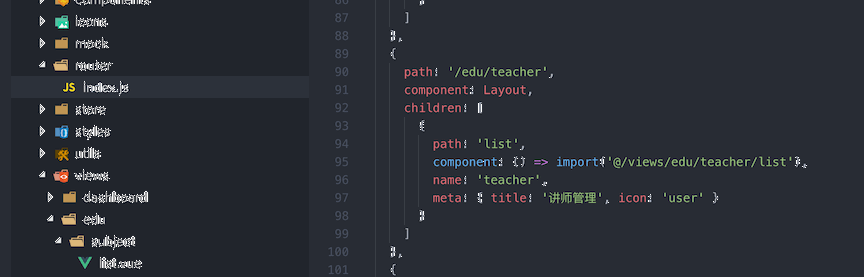 icons
mock
router
JS index.js
store
styles
utils
views
dashboard
edu
subject
list.vue
87 ]
88 },
89 {
90 path: '/edu/teacher',
91 component: Layout,
92 children: [
93 {
94 path: 'list',
95 component: () => import('@/views/edu/teacher/list'),
96 name: 'teacher',
97 meta: { title: '讲师管理', icon: 'user' }
98 }
99 ]
100 },
101 {